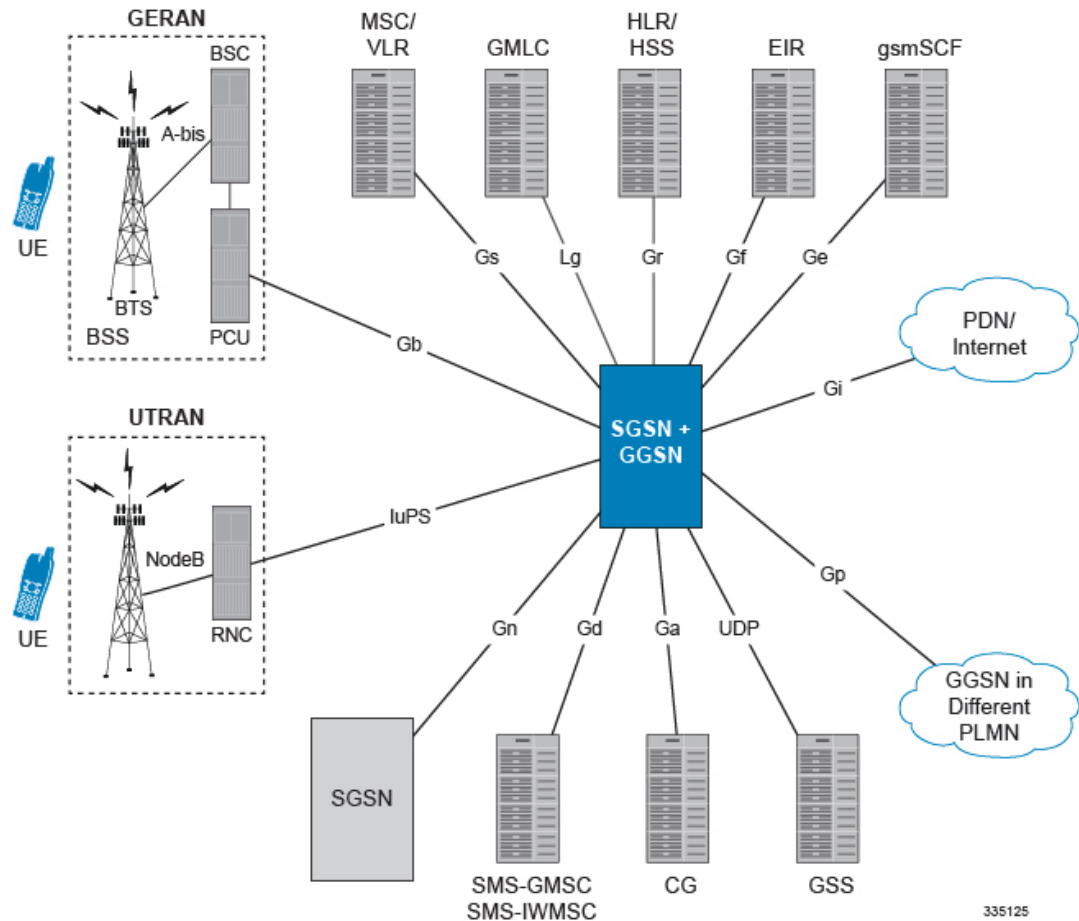 GERAN
BSC
A-bis
UE
BTS
BSS
PCU
MSC/
VLR
GMLC
HLR/
HSS
EIR
gsmSCF
Gs
Lg
Gr
Gf
Ge
Gb
PDN/
Internet
Gi
SGSN +
GGSN
UTRAN
NodeB
UE
RNC
IuPS
Gn
Gd
Ga
UDP
Gp
GGSN in
Different
PLMN
SGSN
SMS-GMSC
SMS-IWMSC
CG
GSS
335125